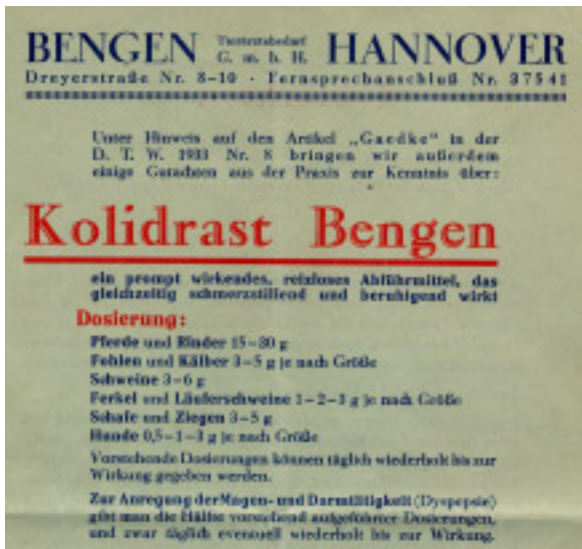 BENGEN Tierarztbedarf G. m. b. H. HANNOVER
Dreyerstraße Nr. 8-10 · Fernsprechanschluß Nr. 37541
Unter Hinweis auf den Artikel „Gaedke“ in der
D. T. W. 1933 Nr. 8 bringen wir außerdem
einige Gutachten aus der Praxis zur Kenntnis über:
Kolidrast Bengen
ein prompt wirkendes, reizloses Abführmittel, das
gleichzeitig schmerzstillend und beruhigend wirkt
Dosierung:
Pferde und Rinder 15-30 g
Fohlen und Kälber 3-5 g je nach Größe
Schweine 3-6 g
Ferkel und Läuferschweine 1-2-3 g je nach Größe
Schafe und Ziegen 3-5 g
Hunde 0,5-1-3 g je nach Größe
Vorstehende Dosierungen können täglich wiederholt bis zur
Wirkung gegeben werden.
Zur Anregung der Magen- und Darmtätigkeit (Dyspepsie)
gibt man die Hälfte vorstehend aufgeführter Dosierungen,
und zwar täglich eventuell wiederholt bis zur Wirkung.